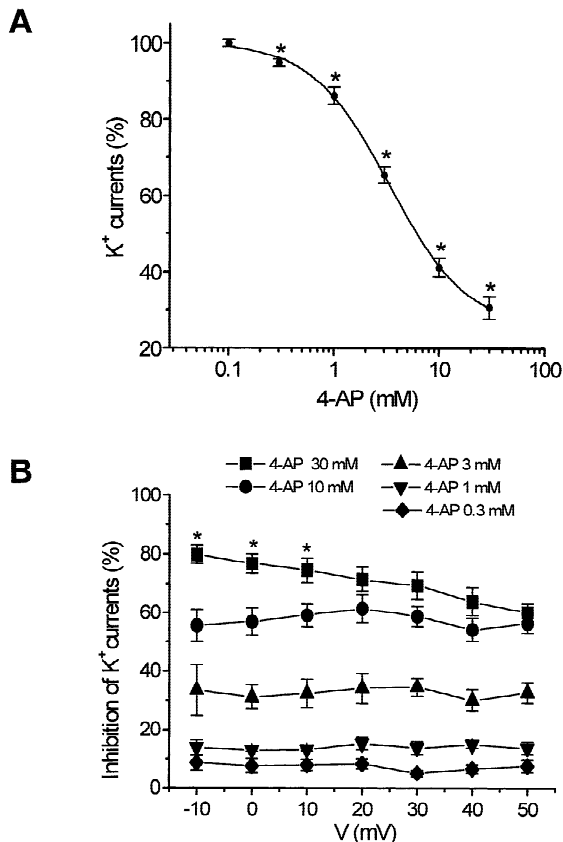 A
K+ currents (%)
100
80
60
40
20
* * * * *
0.1 1 10 100
4-AP (mM)
B
4-AP 30 mM
4-AP 10 mM
4-AP 3 mM
4-AP 1 mM
4-AP 0.3 mM
Inhibition of K+ currents (%)
100
80
60
40
20
0
* * *
-10 0 10 20 30 40 50
V (mV)